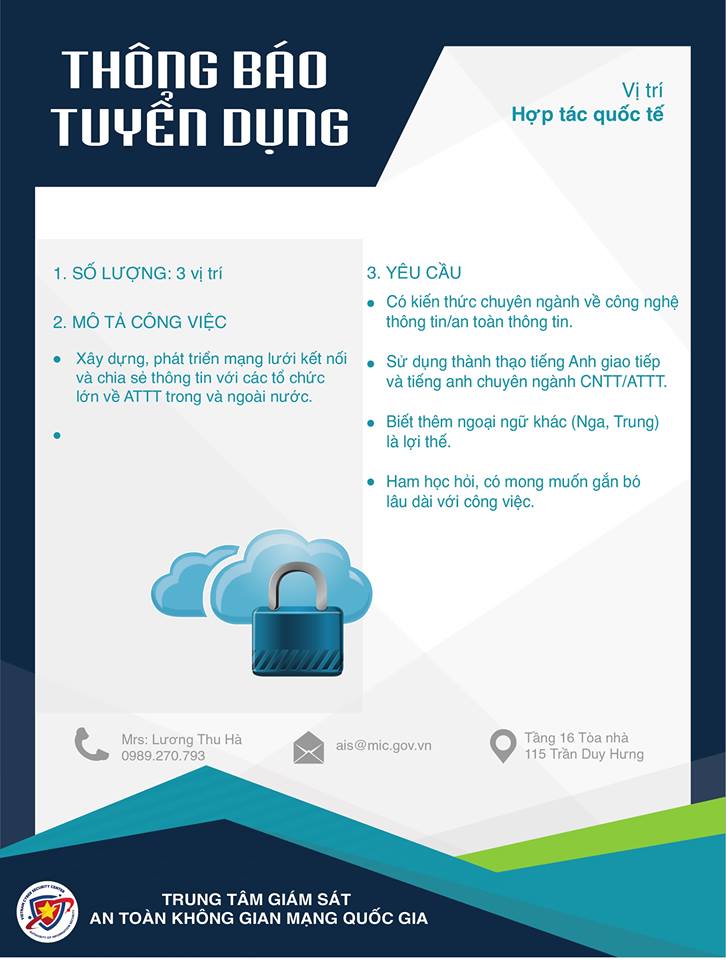 THÔNG BÁO
TUYỂN DỤNG
Vị trí
Hợp tác quốc tế
1. SỐ LƯỢNG: 3 vị trí
2. MÔ TẢ CÔNG VIỆC
• Xây dựng, phát triển mạng lưới kết nối
và chia sẻ thông tin với các tổ chức
lớn về ATTT trong và ngoài nước.
•
3. YÊU CẦU
• Có kiến thức chuyên ngành về công nghệ
thông tin/an toàn thông tin.
• Sử dụng thành thạo tiếng Anh giao tiếp
và tiếng anh chuyên ngành CNTT/ATTT.
• Biết thêm ngoại ngữ khác (Nga, Trung)
là lợi thế.
• Ham học hỏi, có mong muốn gắn bó
lâu dài với công việc.
Mrs: Lương Thu Hà
0989.270.793
ais@mic.gov.vn
Tầng 16 Tòa nhà
115 Trần Duy Hưng
VIETNAM CYBER SECURITY CENTER
AUTHORITY OF INFORMATION SECURITY
TRUNG TÂM GIÁM SÁT
AN TOÀN KHÔNG GIAN MẠNG QUỐC GIA